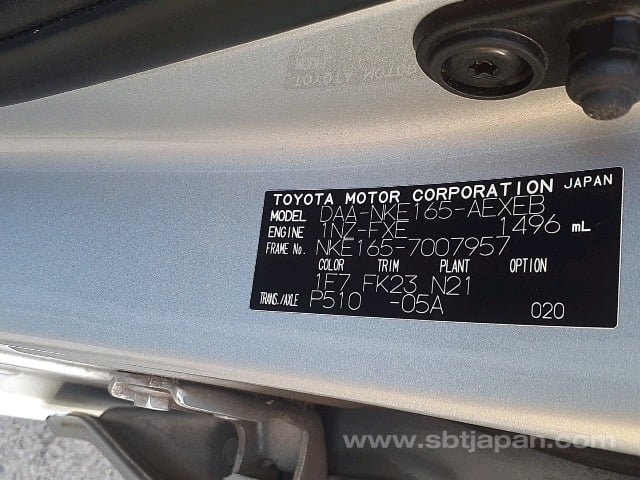 TOYOTA MOTOR CORPORATION JAPAN
MODEL DAA-NKE165-AEXEB
ENGINE 1NZ-FXE 1496 mL
FRAME No. NKE165-7007957
COLOR TRIM PLANT OPTION
1F7 FK23 N21
TRANS./AXLE P510 -05A 020
www.sbtjapan.com